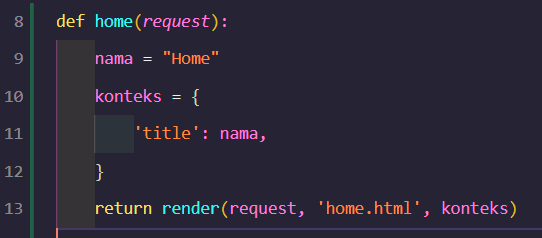 8 def home(request):
9     nama = "Home"
10     konteks = {
11         'title': nama,
12     }
13     return render(request, 'home.html', konteks)